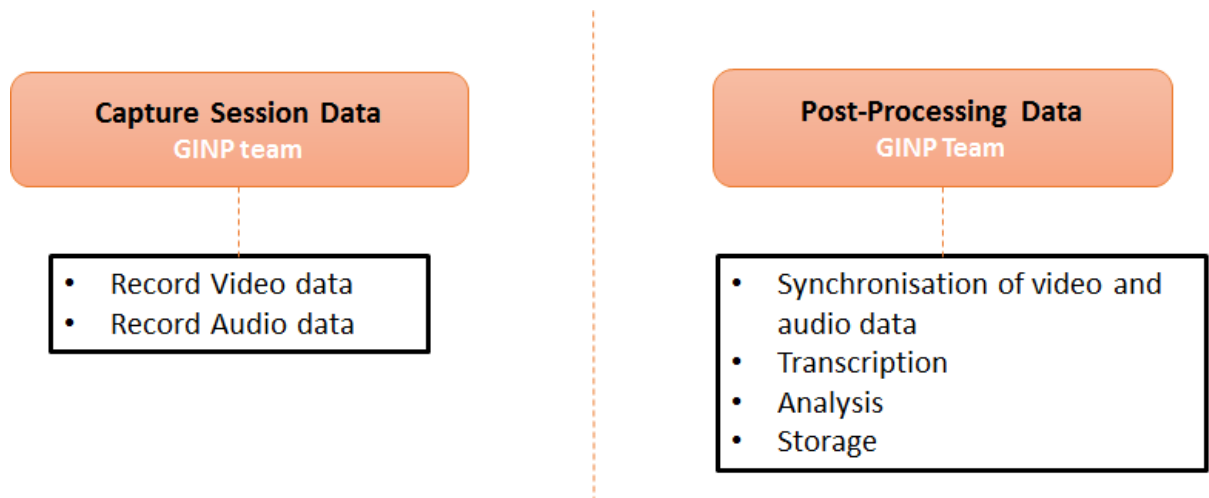 Capture Session Data
GINP team
• Record Video data
• Record Audio data
Post-Processing Data
GINP Team
• Synchronisation of video and
audio data
• Transcription
• Analysis
• Storage